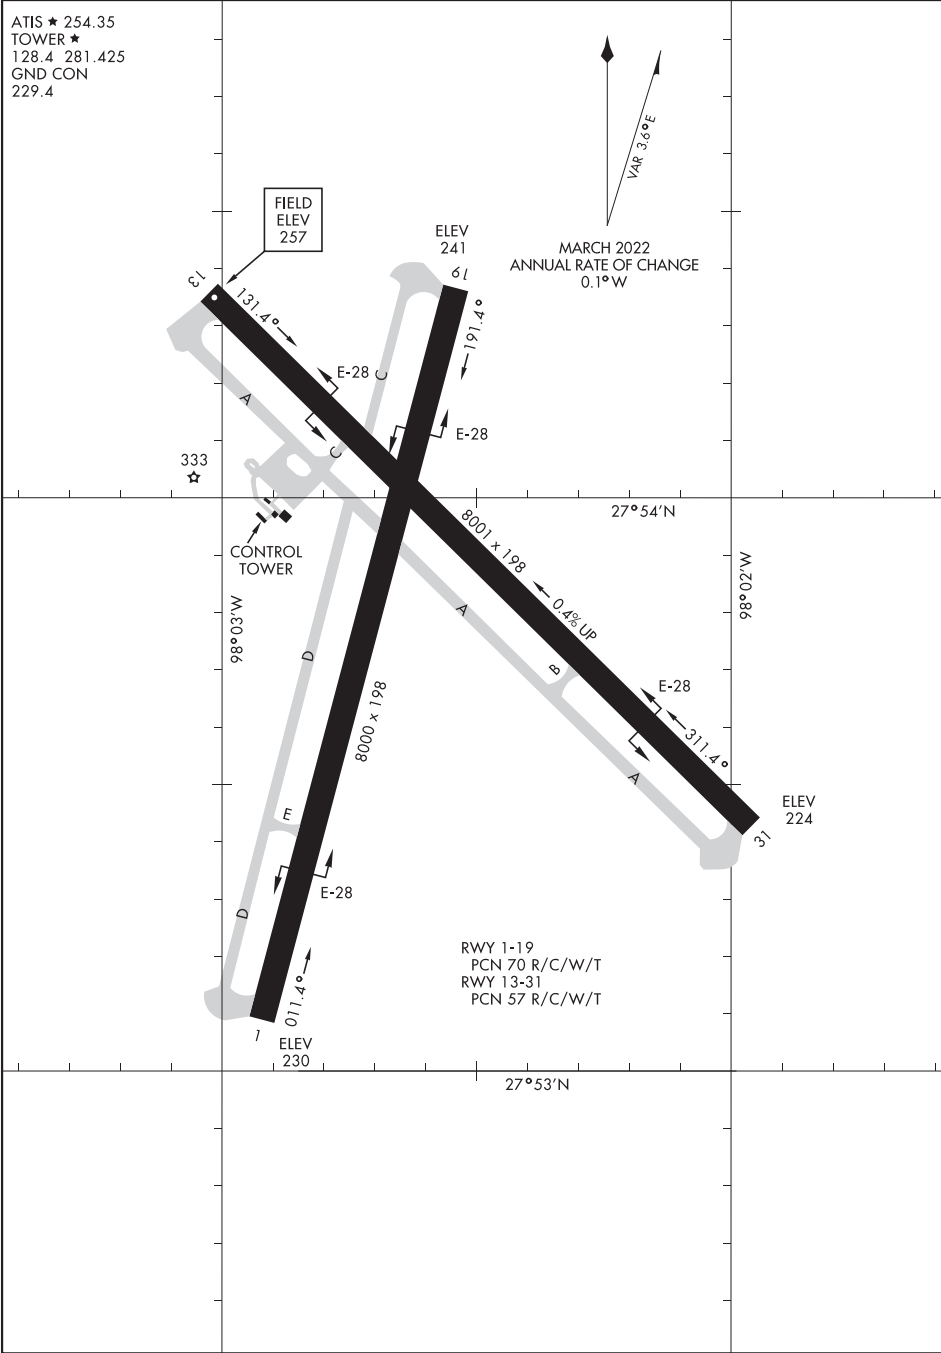 ATIS ★ 254.35
TOWER ★
128.4 281.425
GND CON
229.4
VAR 3.6°E
MARCH 2022
ANNUAL RATE OF CHANGE
0.1°W
FIELD
ELEV
257
ELEV
241
13
19
131.4°
191.4°
E-28
C
A
E-28
C
333
27°54'N
8001 x 198
CONTROL
TOWER
98°03'W
98°02'W
A
0.4% UP
D
B
E-28
8000 x 198
311.4°
A
ELEV
224
E
31
E-28
D
RWY 1-19
PCN 70 R/C/W/T
RWY 13-31
PCN 57 R/C/W/T
011.4°
1
ELEV
230
27°53'N